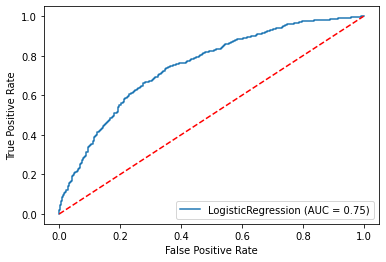 1.0
0.8
0.6
0.4
0.2
0.0
True Positive Rate
LogisticRegression (AUC = 0.75)
0.0 0.2 0.4 0.6 0.8 1.0
False Positive Rate